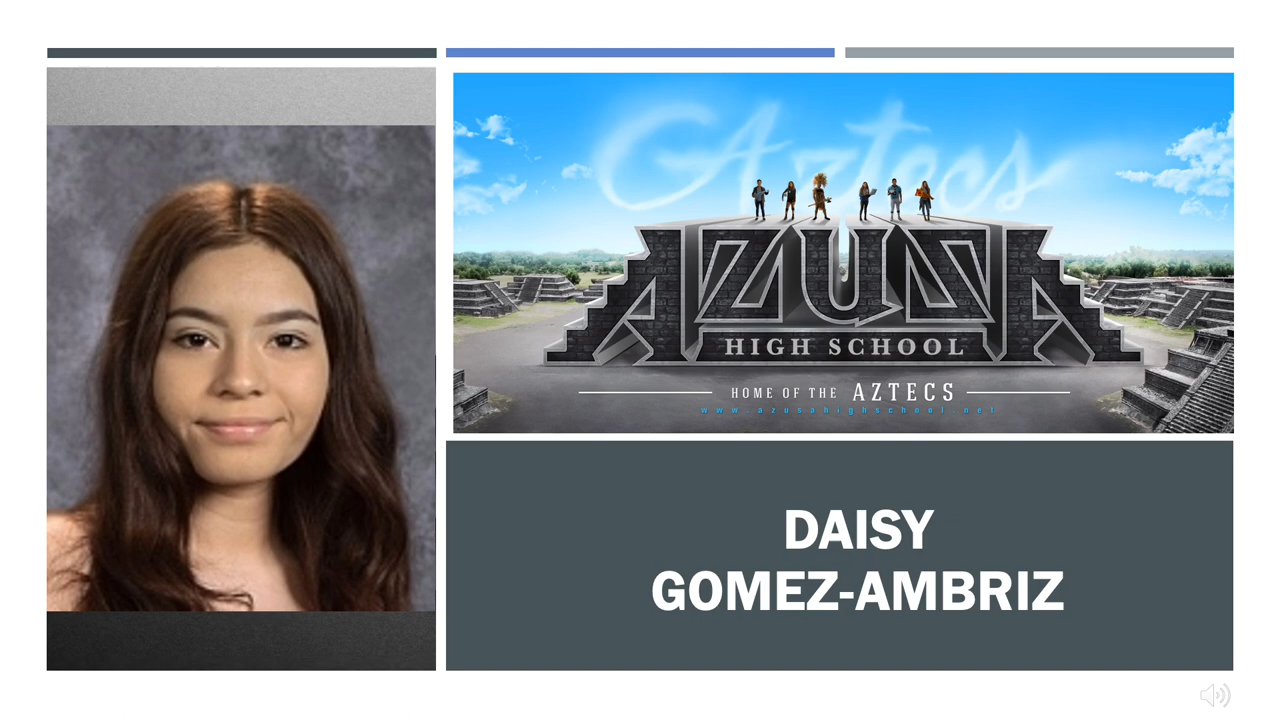 Aztecs
AZUSA
HIGH SCHOOL
HOME OF THE AZTECS
www.azusahighschool.net
DAISY
GOMEZ-AMBRIZ